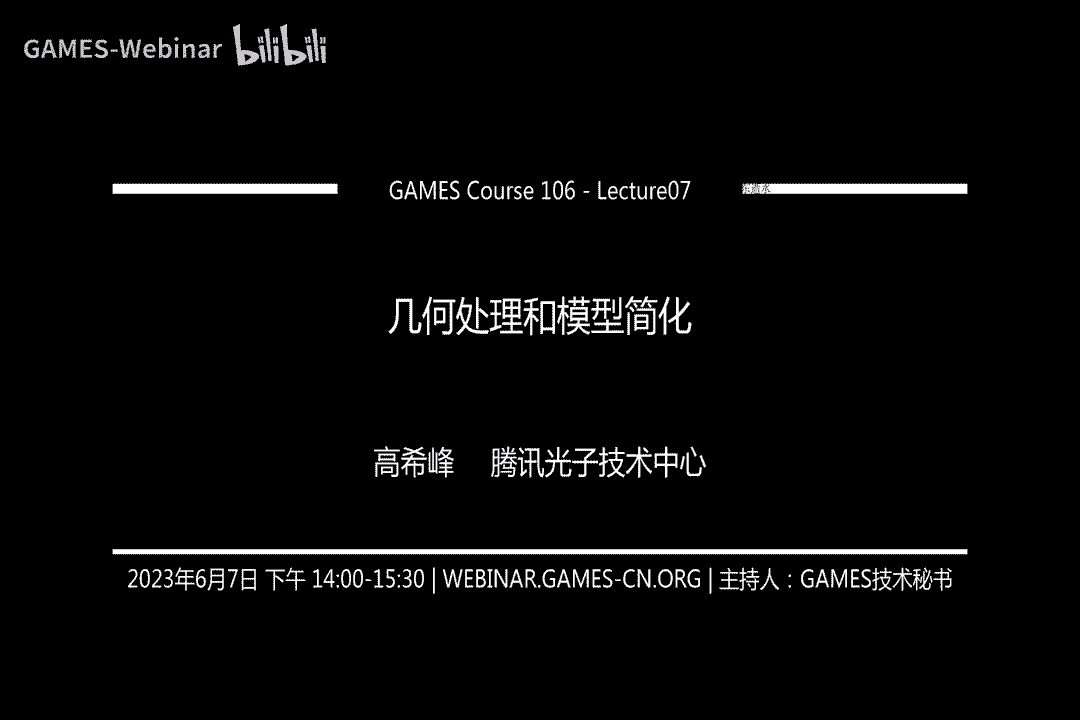 GAMES-Webinar bilibili
GAMES Course 106 - Lecture07
几何处理和模型简化
高希峰 腾讯光子技术中心
2023年6月7日 下午 14:00-15:30 | WEBINAR.GAMES-CN.ORG | 主持人：GAMES技术秘书